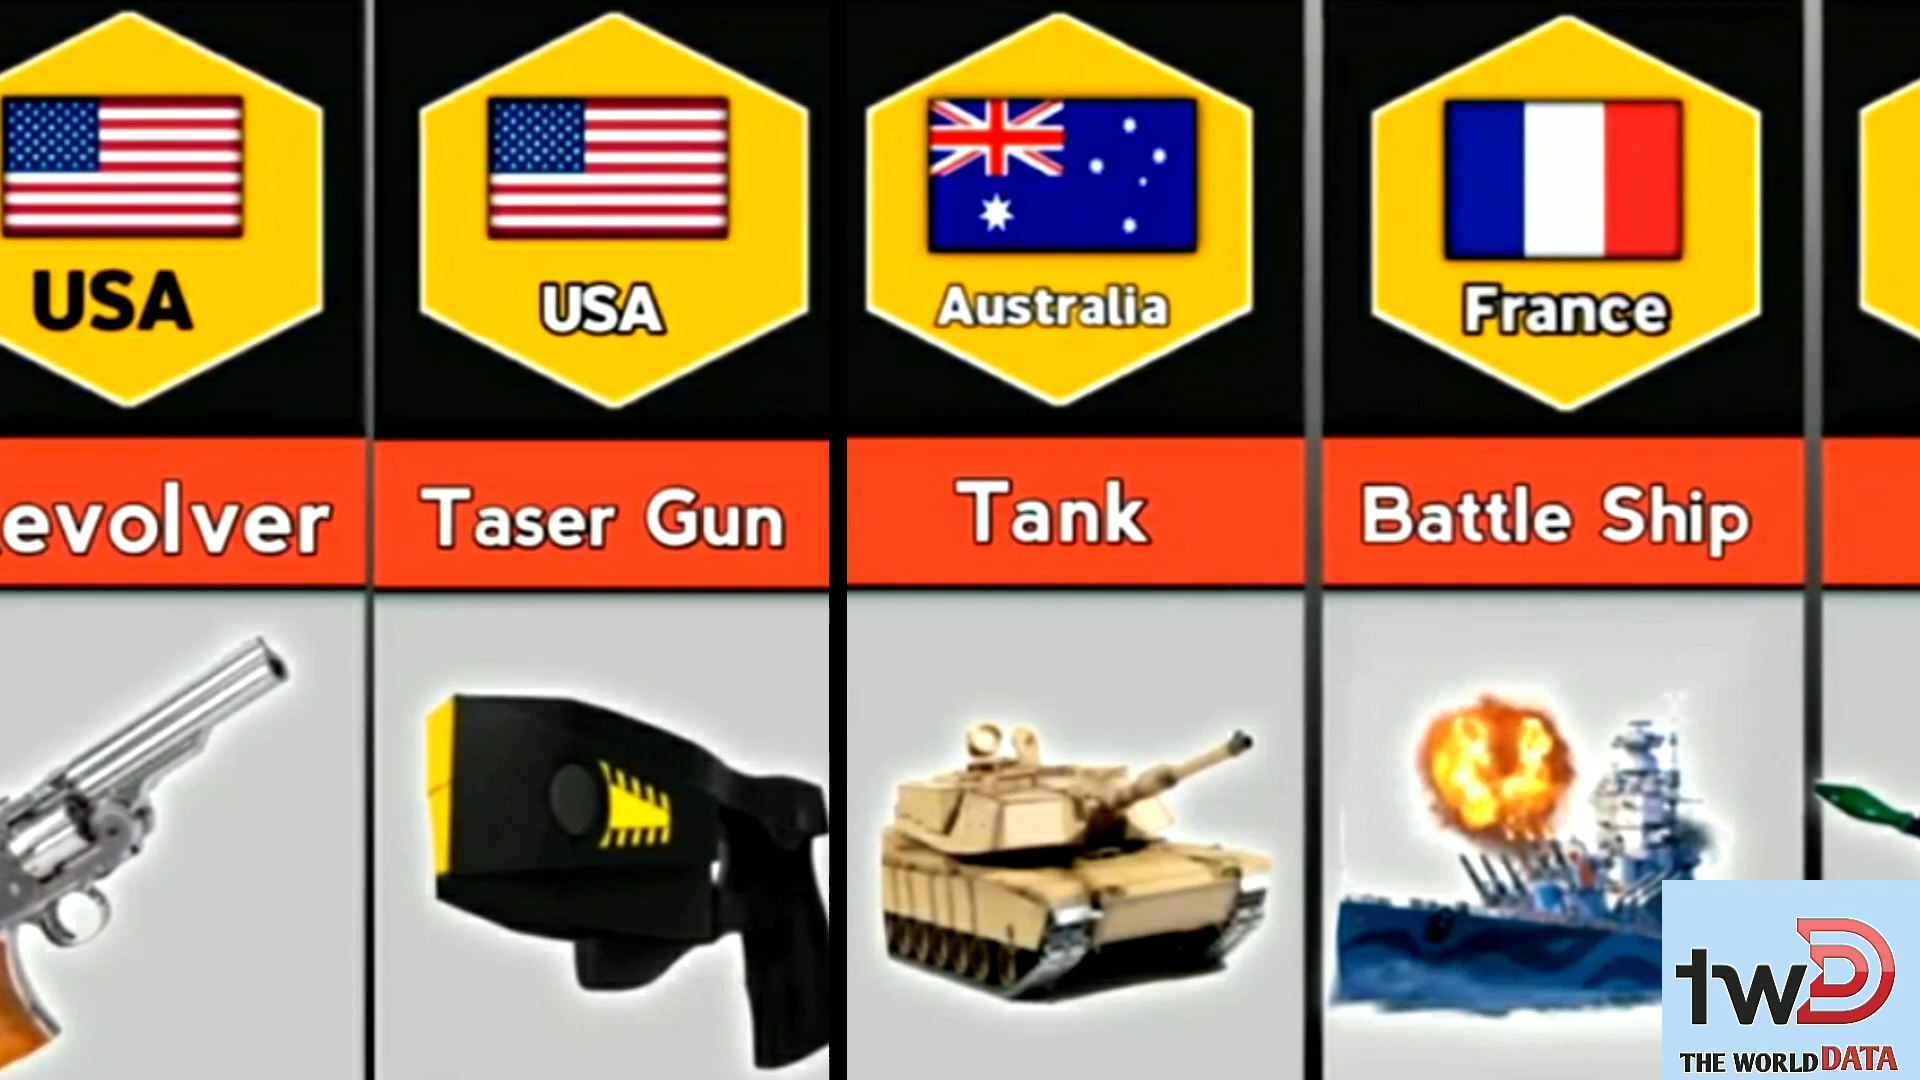 USA
USA
Australia
France
evolver
Taser Gun
Tank
Battle Ship
twD
THE WORLD DATA